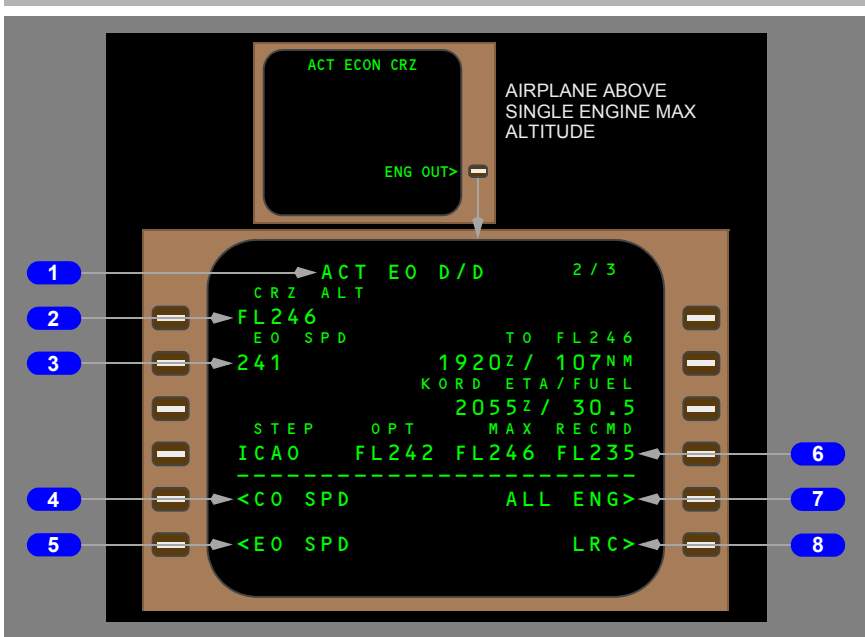 ACT ECON CRZ
AIRPLANE ABOVE
SINGLE ENGINE MAX
ALTITUDE
ENG OUT>
1 ACT EO D/D 2/3
CRZ ALT
2 FL246
EO SPD TO FL246
3 241 1920Z/ 107NM
KORD ETA/FUEL
2055Z/ 30.5
STEP OPT MAX RECMD
ICAO FL242 FL246 FL235 6
------------------------
4 <CO SPD ALL ENG> 7
5 <EO SPD LRC> 8